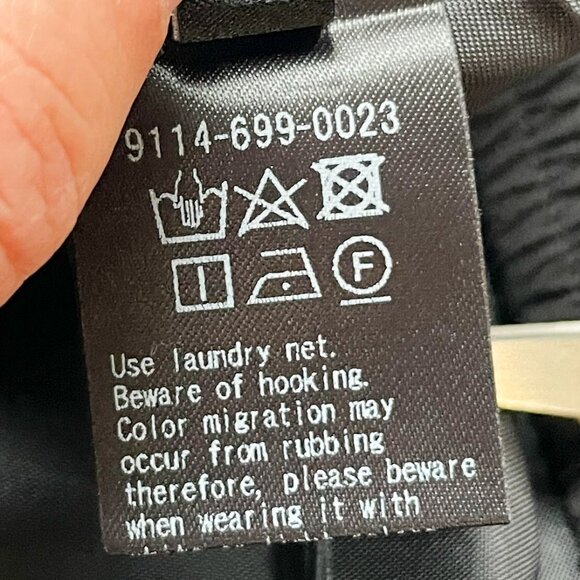 9114-699-0023
F
Use laundry net.
Beware of hooking.
Color migration may
occur from rubbing
therefore, please beware
when wearing it with